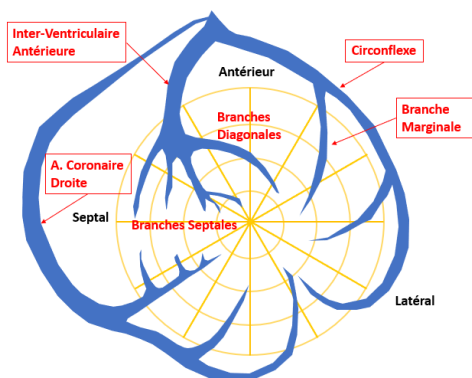 Inter-Ventriculaire
Antérieure
Circonflexe
Antérieur
Branches
Diagonales
Branche
Marginale
A. Coronaire
Droite
Septal
Branches Septales
Latéral